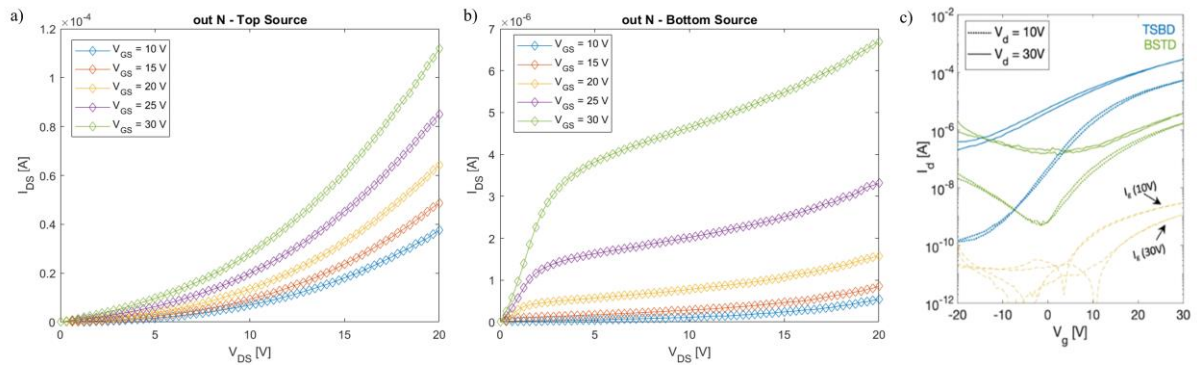 a)
out N - Top Source
1.2
×10^-4
V_GS = 10 V
V_GS = 15 V
V_GS = 20 V
V_GS = 25 V
V_GS = 30 V
1
0.8
0.6
0.4
0.2
0
I_DS [A]
0 5 10 15 20
V_DS [V]
b)
out N - Bottom Source
7
×10^-6
V_GS = 10 V
V_GS = 15 V
V_GS = 20 V
V_GS = 25 V
V_GS = 30 V
6
5
4
3
2
1
0
I_DS [A]
0 5 10 15 20
V_DS [V]
c)
V_d = 10V
V_d = 30V
TSBD
BSTD
10^-2
10^-4
10^-6
10^-8
10^-10
10^-12
I_d [A]
I_g (10V)
I_g (30V)
-20 -10 0 10 20 30
V_g [V]